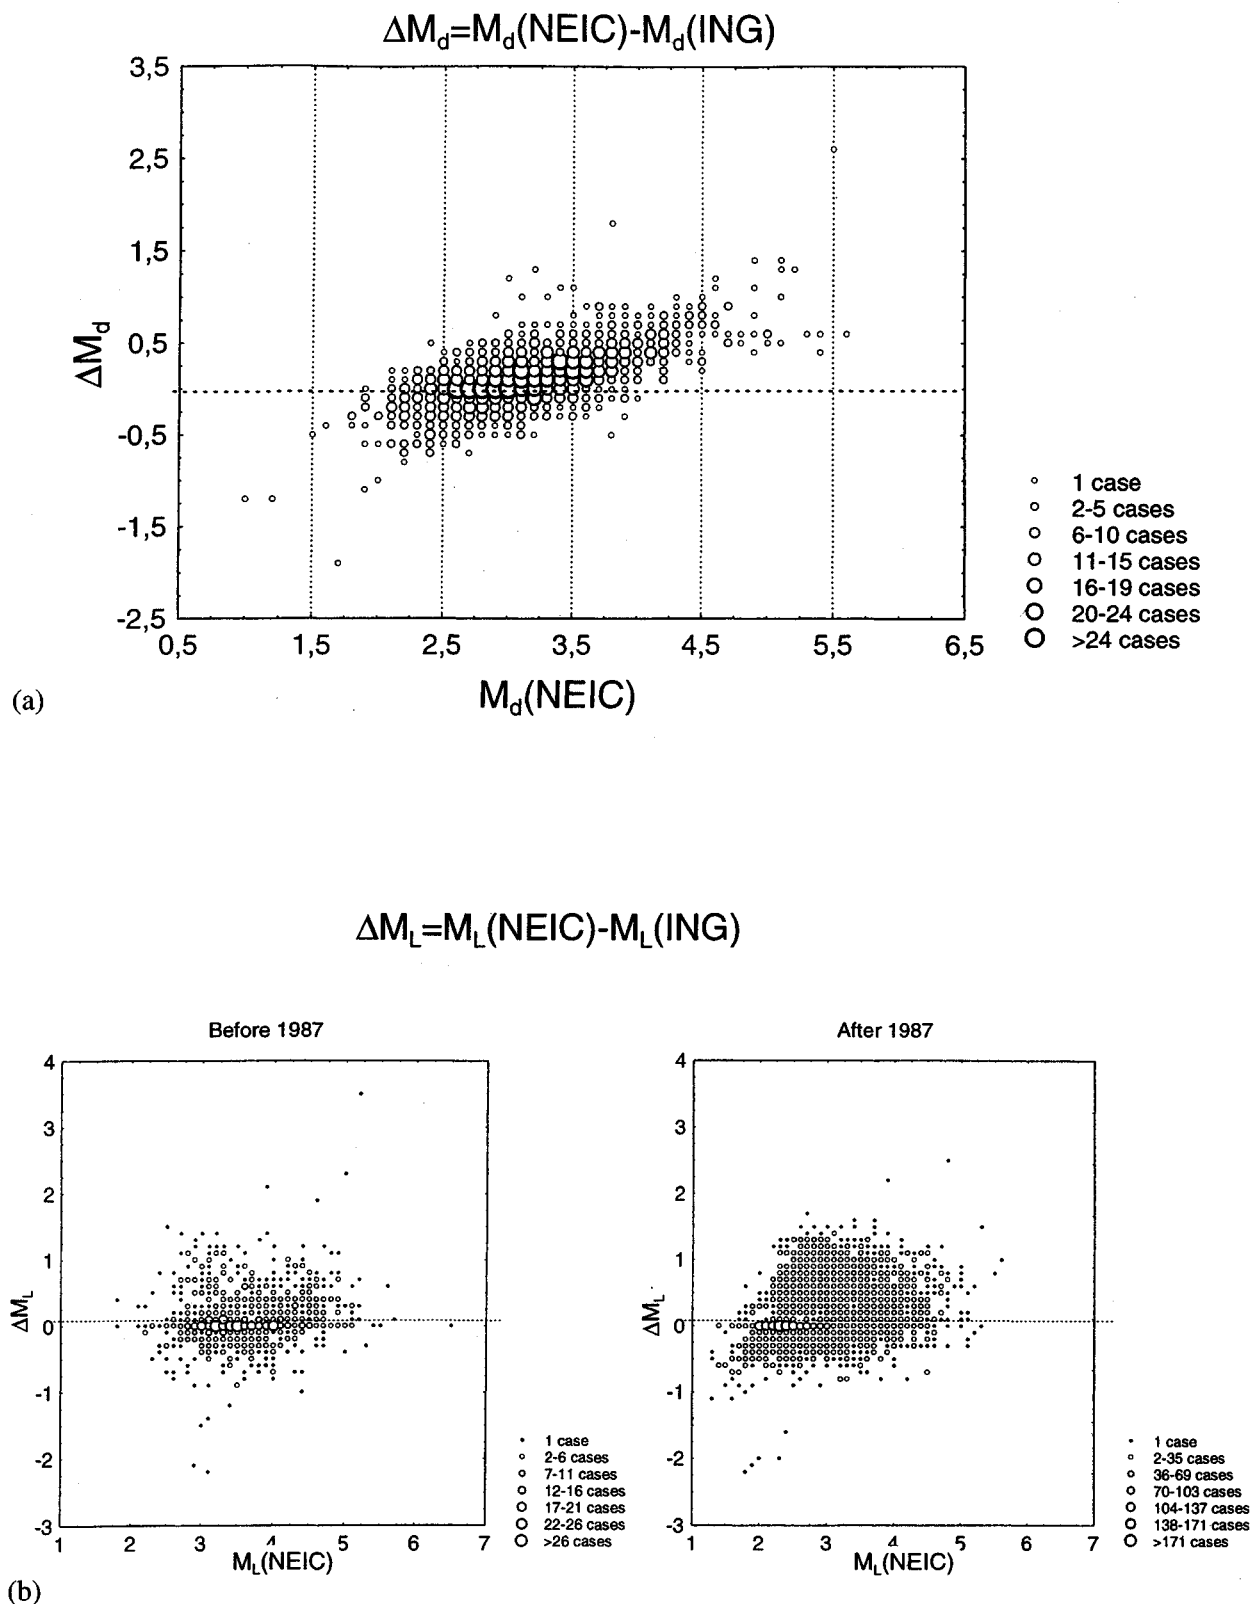 ΔMd=Md(NEIC)-Md(ING)
3,5
2,5
1,5
0,5
-0,5
-1,5
-2,5
ΔMd
0,5 1,5 2,5 3,5 4,5 5,5 6,5
Md(NEIC)
1 case
2-5 cases
6-10 cases
11-15 cases
16-19 cases
20-24 cases
>24 cases
(a)
ΔML=ML(NEIC)-ML(ING)
Before 1987
4
3
2
1
0
-1
-2
-3
ΔML
1 2 3 4 5 6 7
ML(NEIC)
1 case
2-6 cases
7-11 cases
12-16 cases
17-21 cases
22-26 cases
>26 cases
After 1987
4
3
2
1
0
-1
-2
-3
ΔML
1 2 3 4 5 6 7
ML(NEIC)
1 case
2-35 cases
36-69 cases
70-103 cases
104-137 cases
138-171 cases
>171 cases
(b)